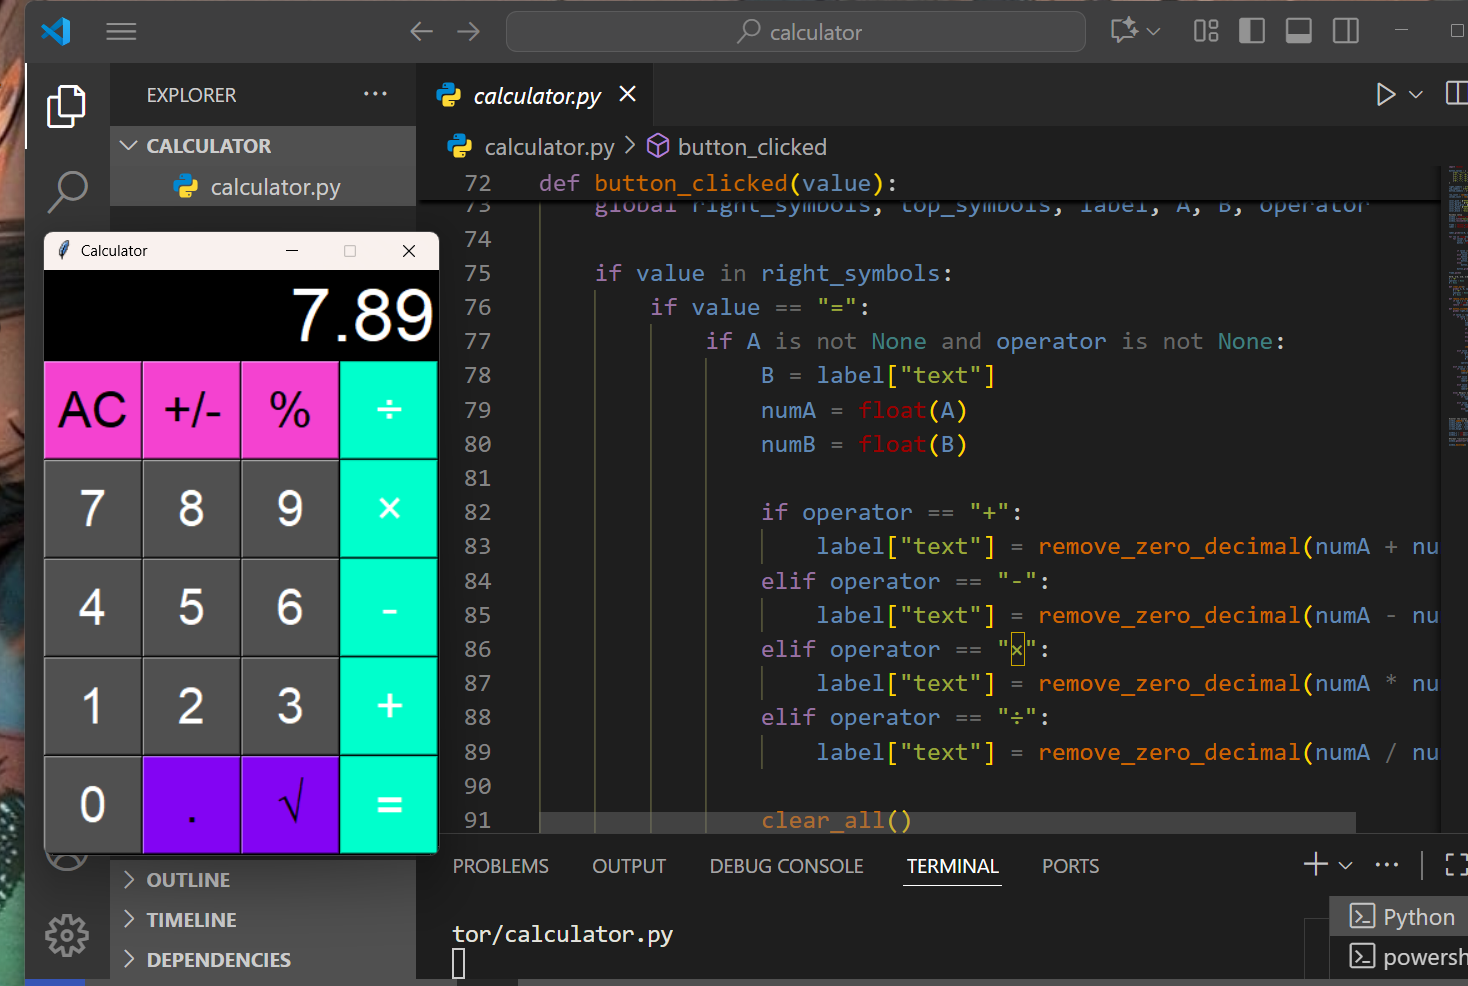 calculator
EXPLORER
CALCULATOR
calculator.py
calculator.py
calculator.py > button_clicked
72 def button_clicked(value):
73 global right_symbols, top_symbols, label, A, B, operator
74
75 if value in right_symbols:
76 if value == "=":
77 if A is not None and operator is not None:
78 B = label["text"]
79 numA = float(A)
80 numB = float(B)
81
82 if operator == "+":
83 label["text"] = remove_zero_decimal(numA + nu
84 elif operator == "-":
85 label["text"] = remove_zero_decimal(numA - nu
86 elif operator == "×":
87 label["text"] = remove_zero_decimal(numA * nu
88 elif operator == "÷":
89 label["text"] = remove_zero_decimal(numA / nu
90
91 clear_all()
Calculator
7.89
AC +/- % ÷
7 8 9 ×
4 5 6 -
1 2 3 +
0 . √ =
OUTLINE
TIMELINE
DEPENDENCIES
PROBLEMS OUTPUT DEBUG CONSOLE TERMINAL PORTS
tor/calculator.py
Python
powersh